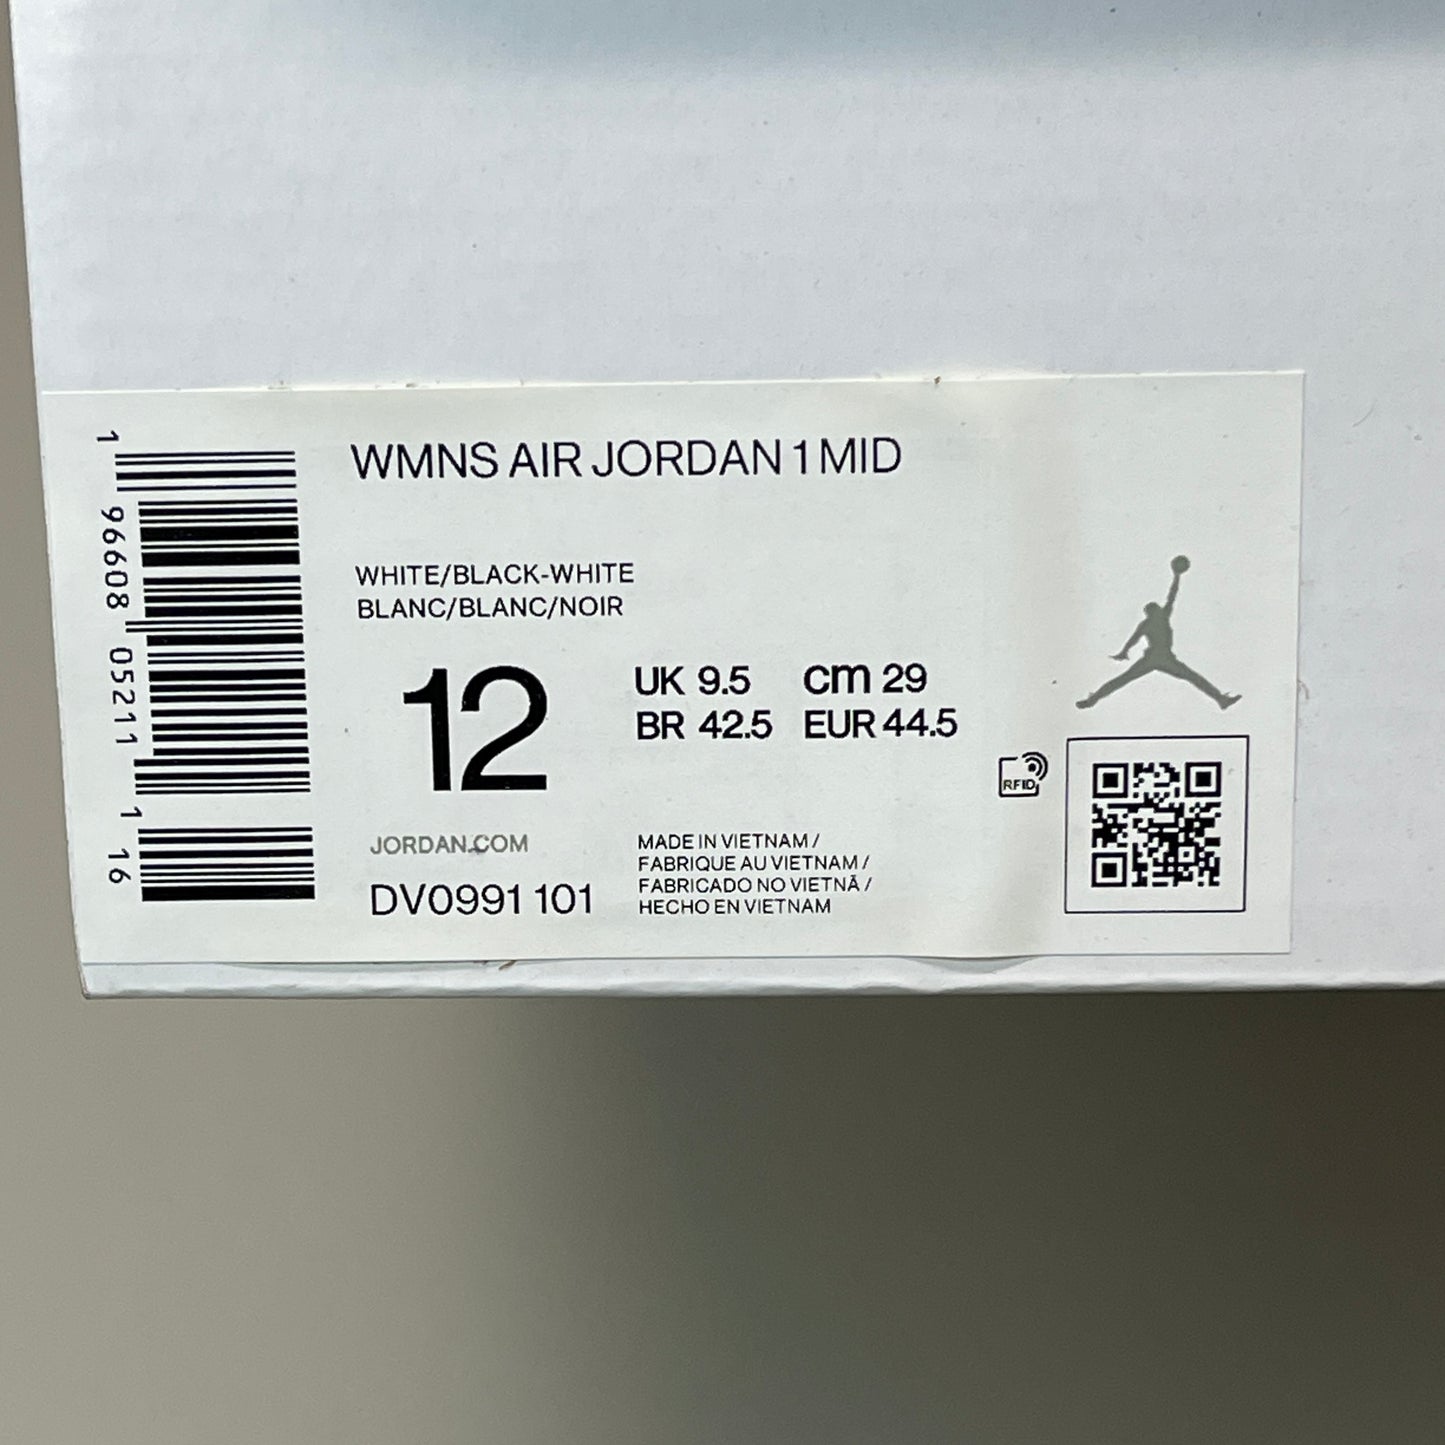 WMNS AIR JORDAN 1 MID
WHITE/BLACK-WHITE
BLANC/BLANC/NOIR
12
UK 9.5 cm 29
BR 42.5 EUR 44.5
JORDAN.COM
DV0991 101
MADE IN VIETNAM /
FABRIQUE AU VIETNAM /
FABRICADO NO VIETNÃ /
HECHO EN VIETNAM
RFID
1 96608 05211 1 16